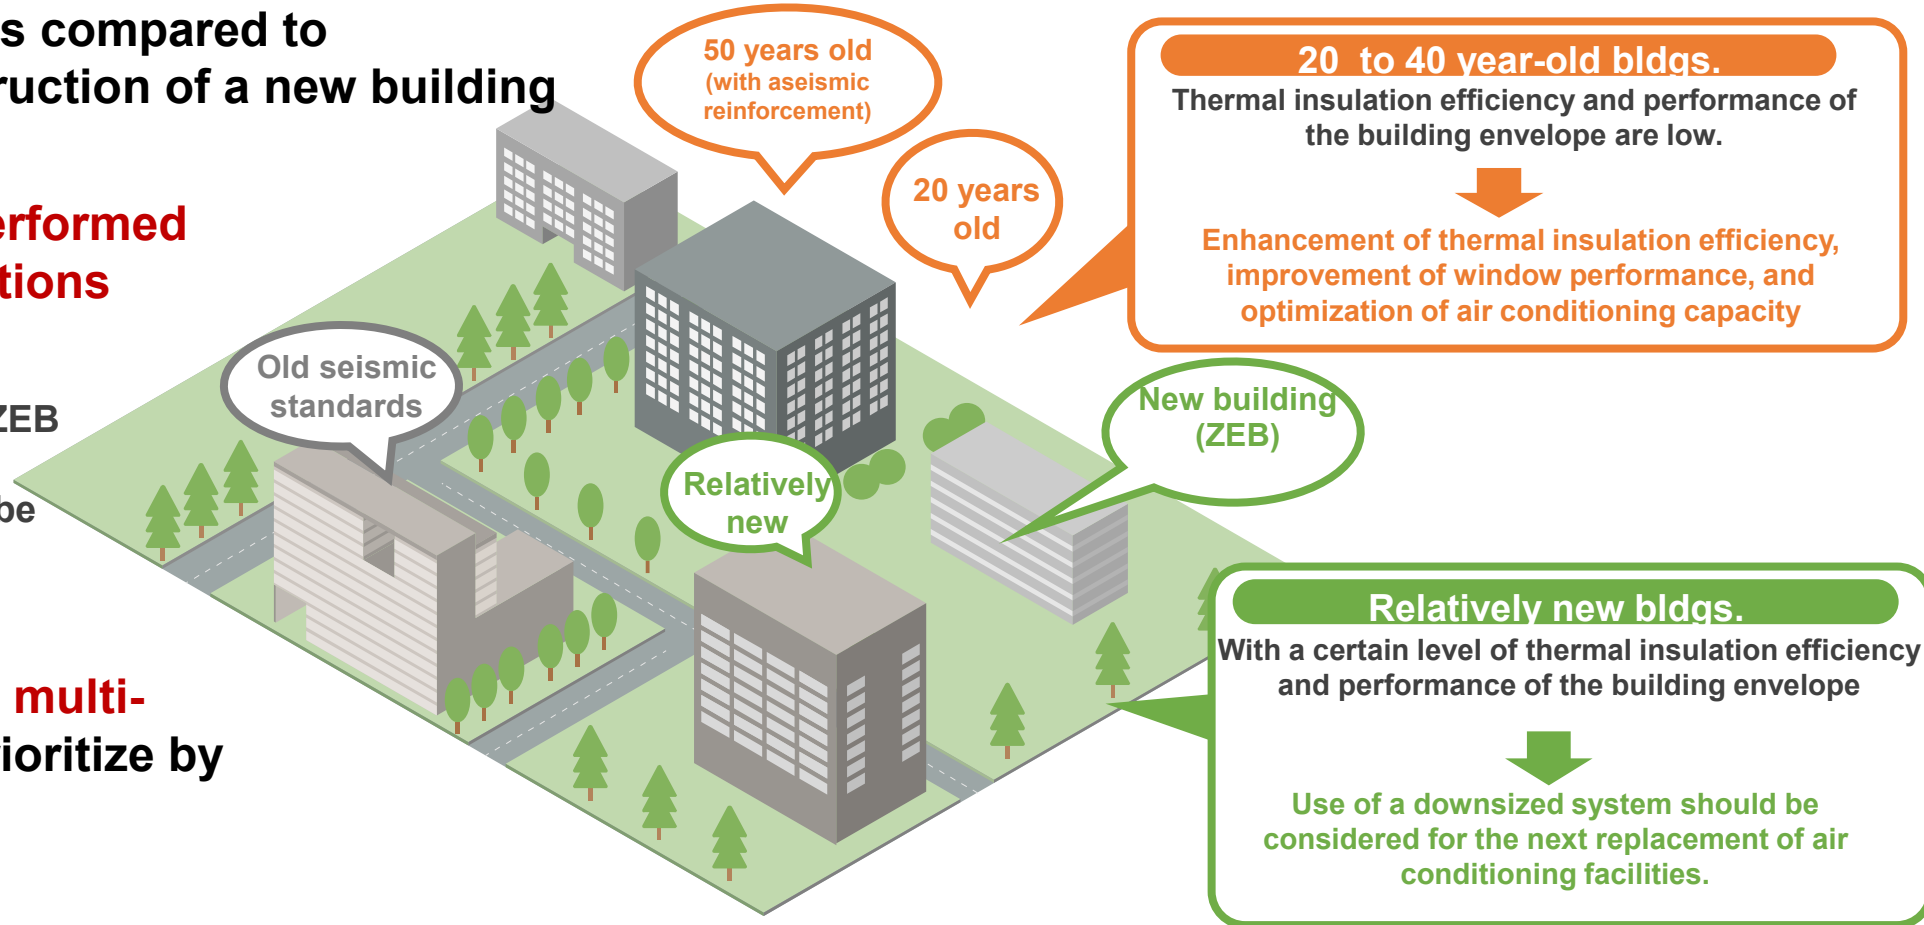 s compared to
ruction of a new building
erformed
tions
ZEB
be
multi-
ioritize by
50 years old
(with aseismic
reinforcement)
20 years
old
Old seismic
standards
Relatively
new
New building
(ZEB)
20 to 40 year-old bldgs.
Thermal insulation efficiency and performance of
the building envelope are low.
Enhancement of thermal insulation efficiency,
improvement of window performance, and
optimization of air conditioning capacity
Relatively new bldgs.
With a certain level of thermal insulation efficiency
and performance of the building envelope
Use of a downsized system should be
considered for the next replacement of air
conditioning facilities.